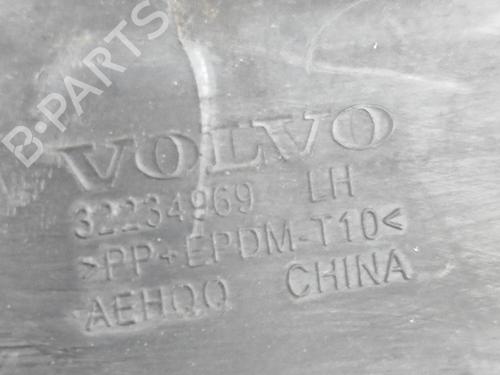 B-PARTS
VOLVO
32234969 LH
>PP+EPDM-T10<
AEHQQ CHINA